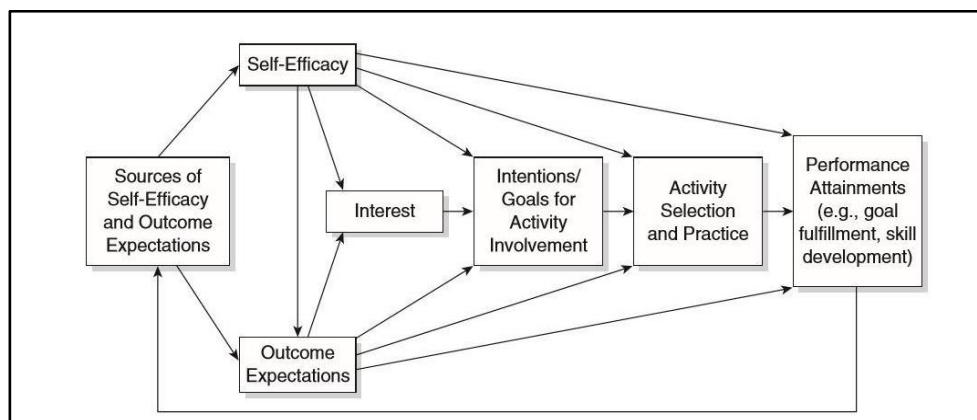 Self-Efficacy
Sources of
Self-Efficacy
and Outcome
Expectations
Interest
Intentions/
Goals for
Activity
Involvement
Activity
Selection
and Practice
Performance
Attainments
(e.g., goal
fulfillment, skill
development)
Outcome
Expectations